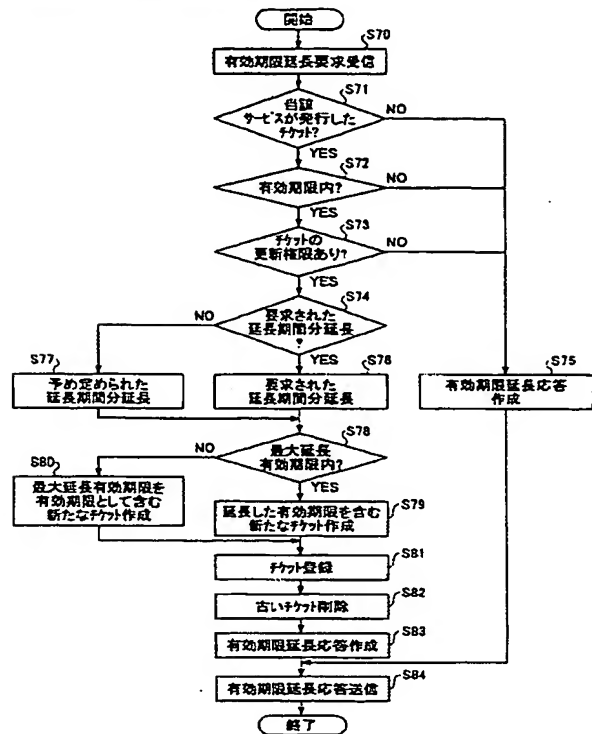 開始
S70
有効期限延長要求受信
S71
当該
サービスが発行した
チケット?
NO
YES
S72
有効期限内?
NO
YES
S73
チケットの
更新権限あり?
NO
YES
S74
要求された
延長期間分延長
?
NO
YES
S77
予め定められた
延長期間分延長
S76
要求された
延長期間分延長
S75
有効期限延長応答
作成
S78
最大延長
有効期限内?
NO
YES
S80
最大延長有効期限を
有効期限として含む
新たなチケット作成
S79
延長した有効期限を含む
新たなチケット作成
S81
チケット登録
S82
古いチケット削除
S83
有効期限延長応答作成
S84
有効期限延長応答送信
終了